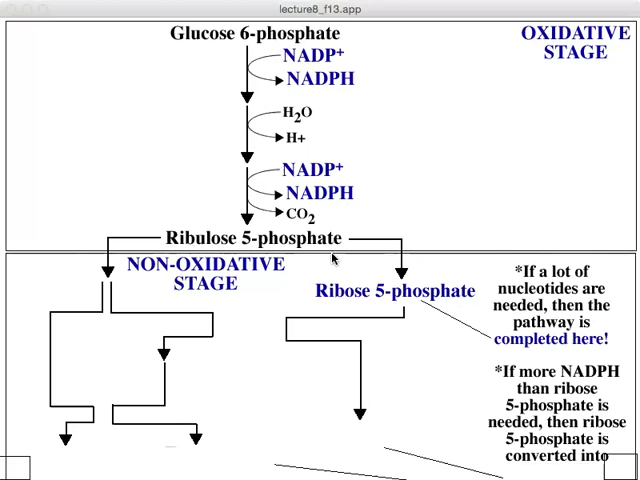 lecture8_f13.app
Glucose 6-phosphate
OXIDATIVE
STAGE
NADP+
NADPH
H2O
H+
NADP+
NADPH
CO2
Ribulose 5-phosphate
NON-OXIDATIVE
STAGE
Ribose 5-phosphate
*If a lot of
nucleotides are
needed, then the
pathway is
completed here!
*If more NADPH
than ribose
5-phosphate is
needed, then ribose
5-phosphate is
converted into